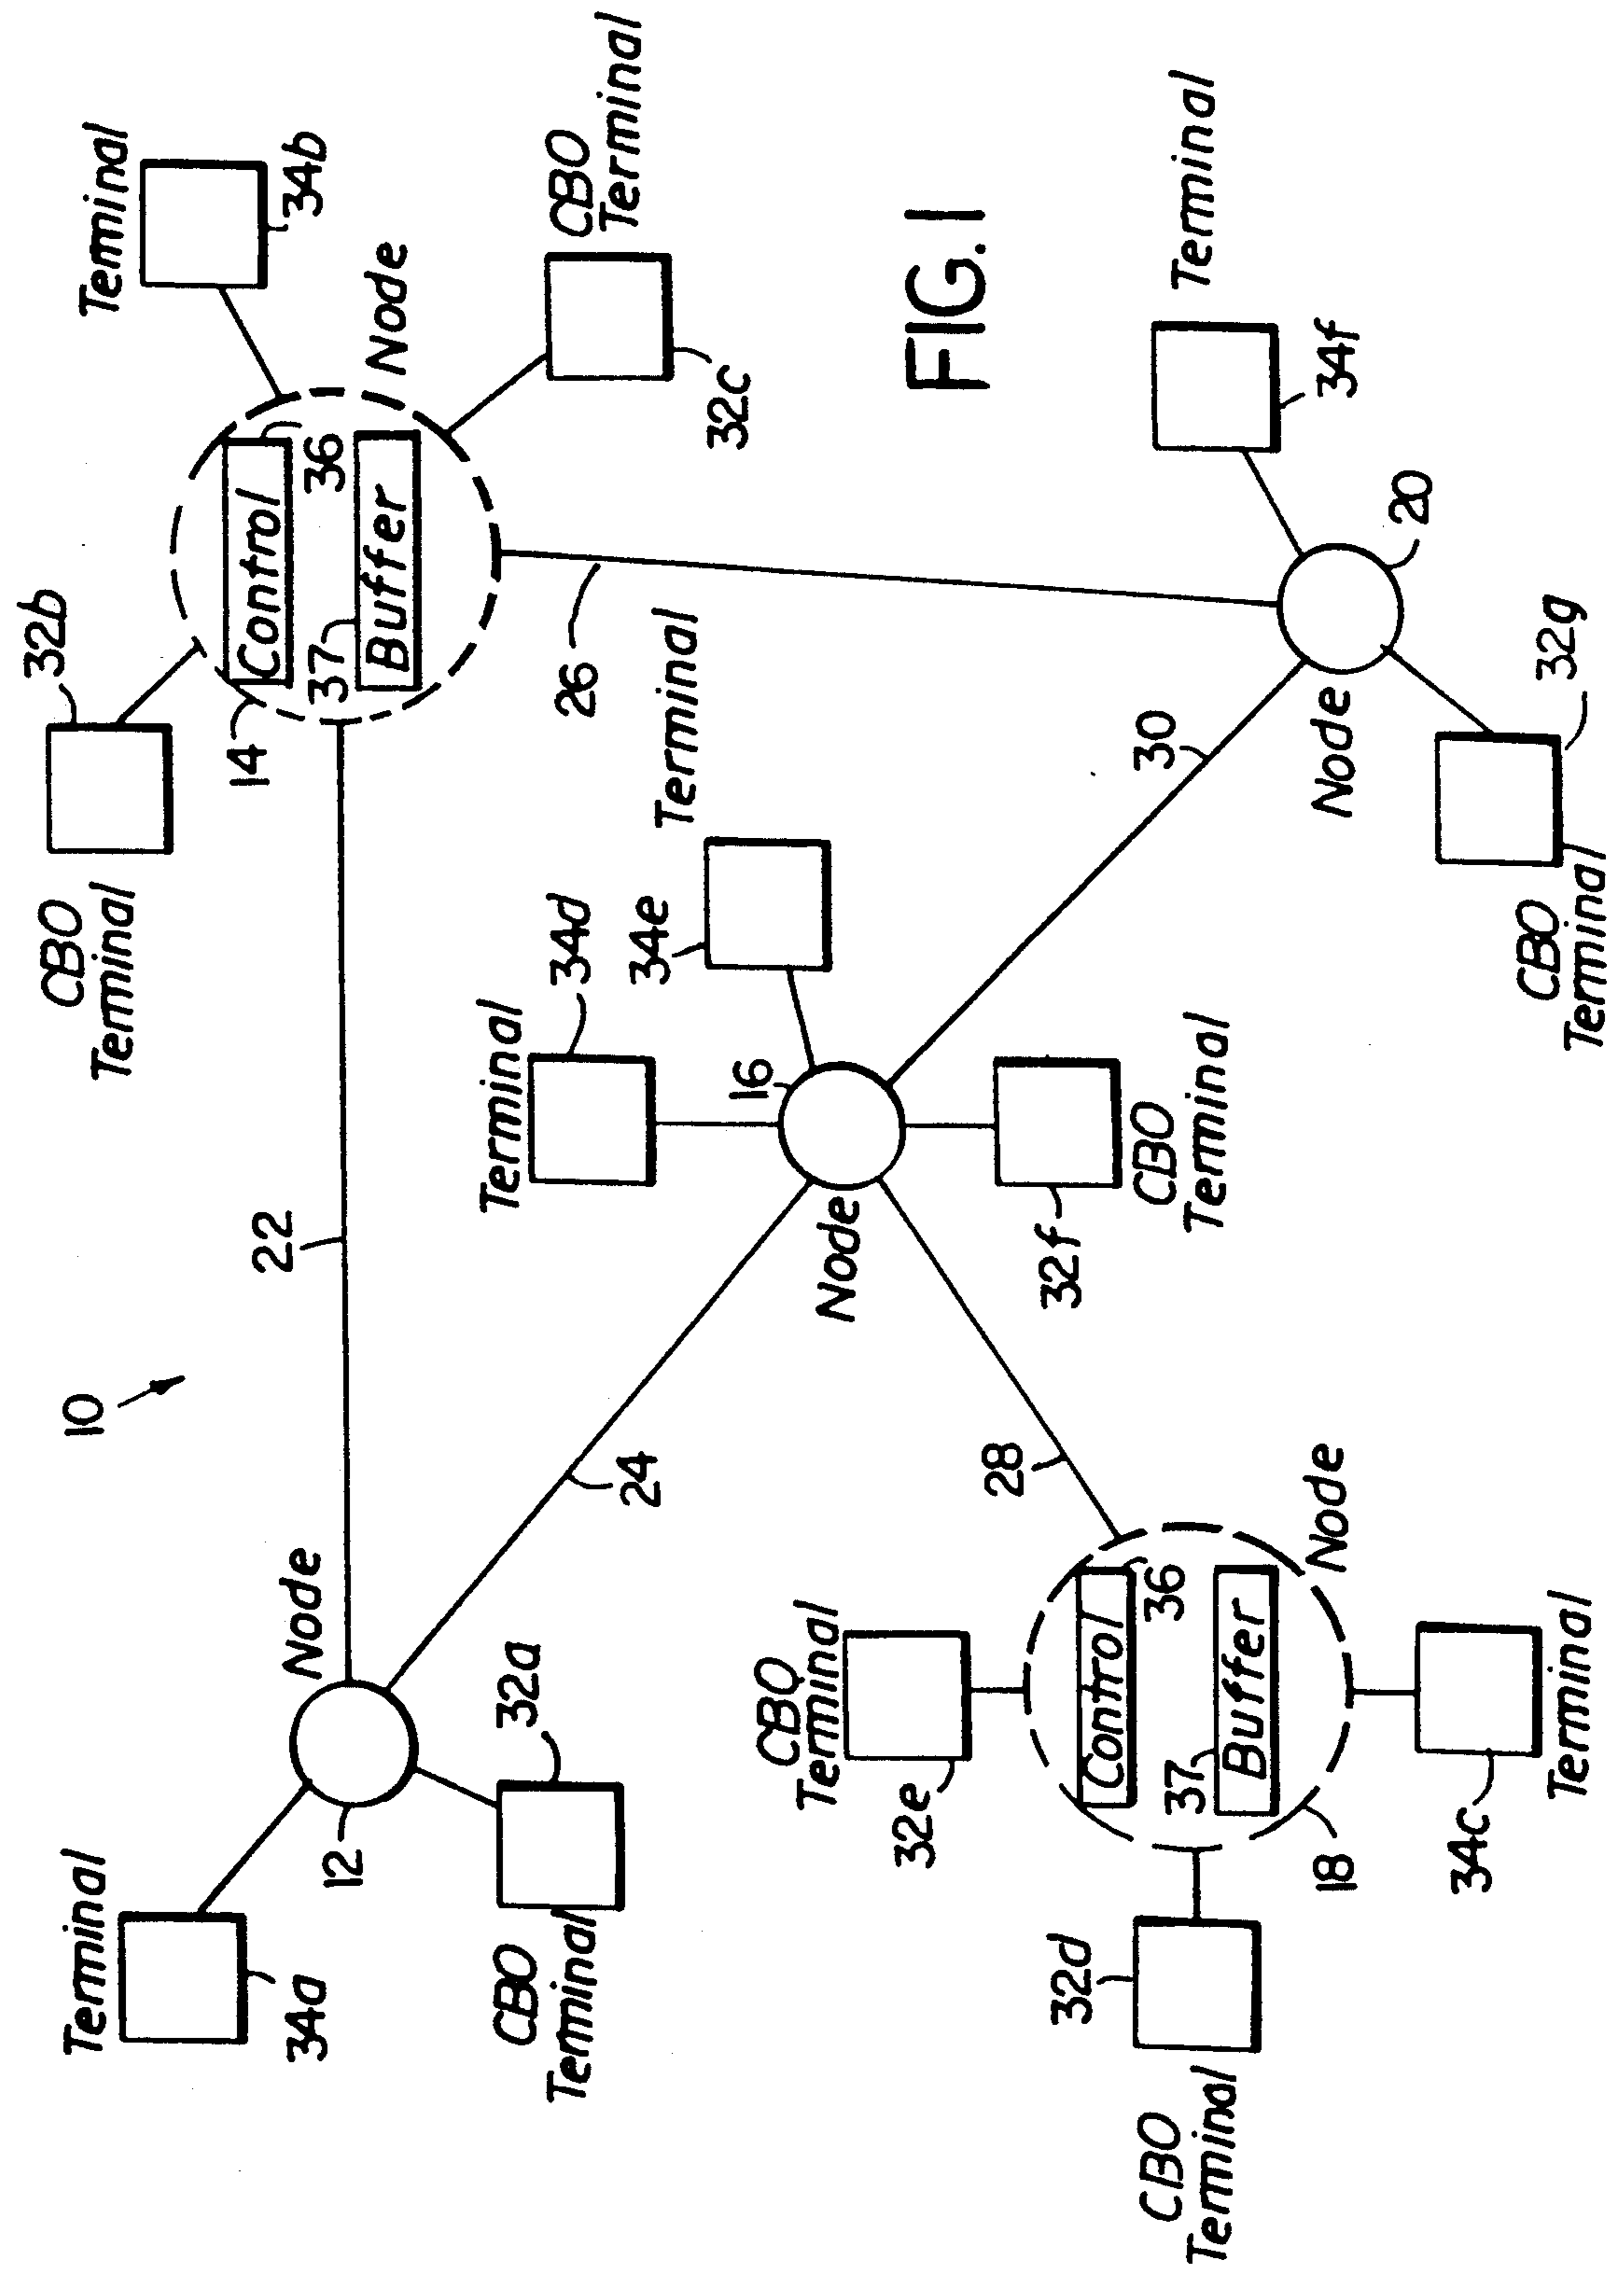 10
Terminal
34a
Node
12
CBO
Terminal
32a
22
24
CBO
Terminal
32b
14
Control
36
37
Buffer
Node
Terminal
34b
CBO
Terminal
32c
26
Terminal
34d
Terminal
34e
16
Node
CBO
Terminal
32f
28
30
CBO
Terminal
32e
Control
36
37
Buffer
Node
18
CBO
Terminal
32d
34c
Terminal
Node
20
Terminal
34f
CBO
Terminal
32g
FIG. 1